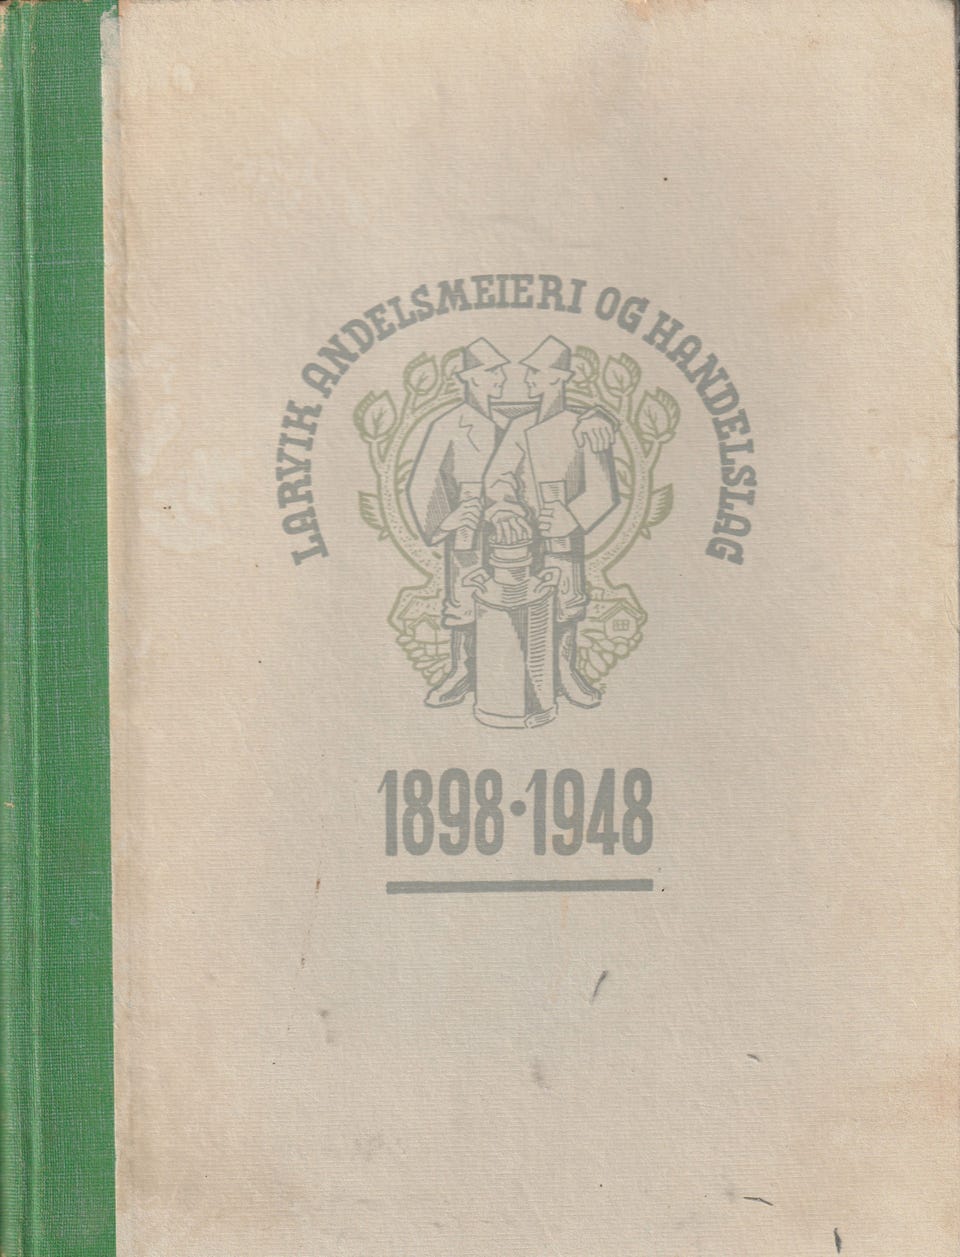 LARVIK ANDELSMEIERI OG HANDELSLAG
1898·1948